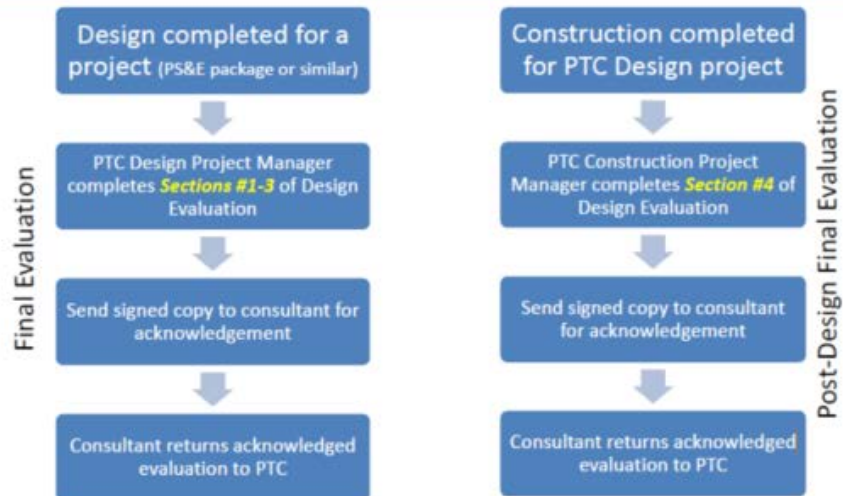 Design completed for a
project (PS&E package or similar)
PTC Design Project Manager
completes Sections #1-3 of Design
Evaluation
Send signed copy to consultant for
acknowledgement
Consultant returns acknowledged
evaluation to PTC
Final Evaluation
Construction completed
for PTC Design project
PTC Construction Project
Manager completes Section #4 of
Design Evaluation
Send signed copy to consultant
for acknowledgement
Consultant returns acknowledged
evaluation to PTC
Post-Design Final Evaluation